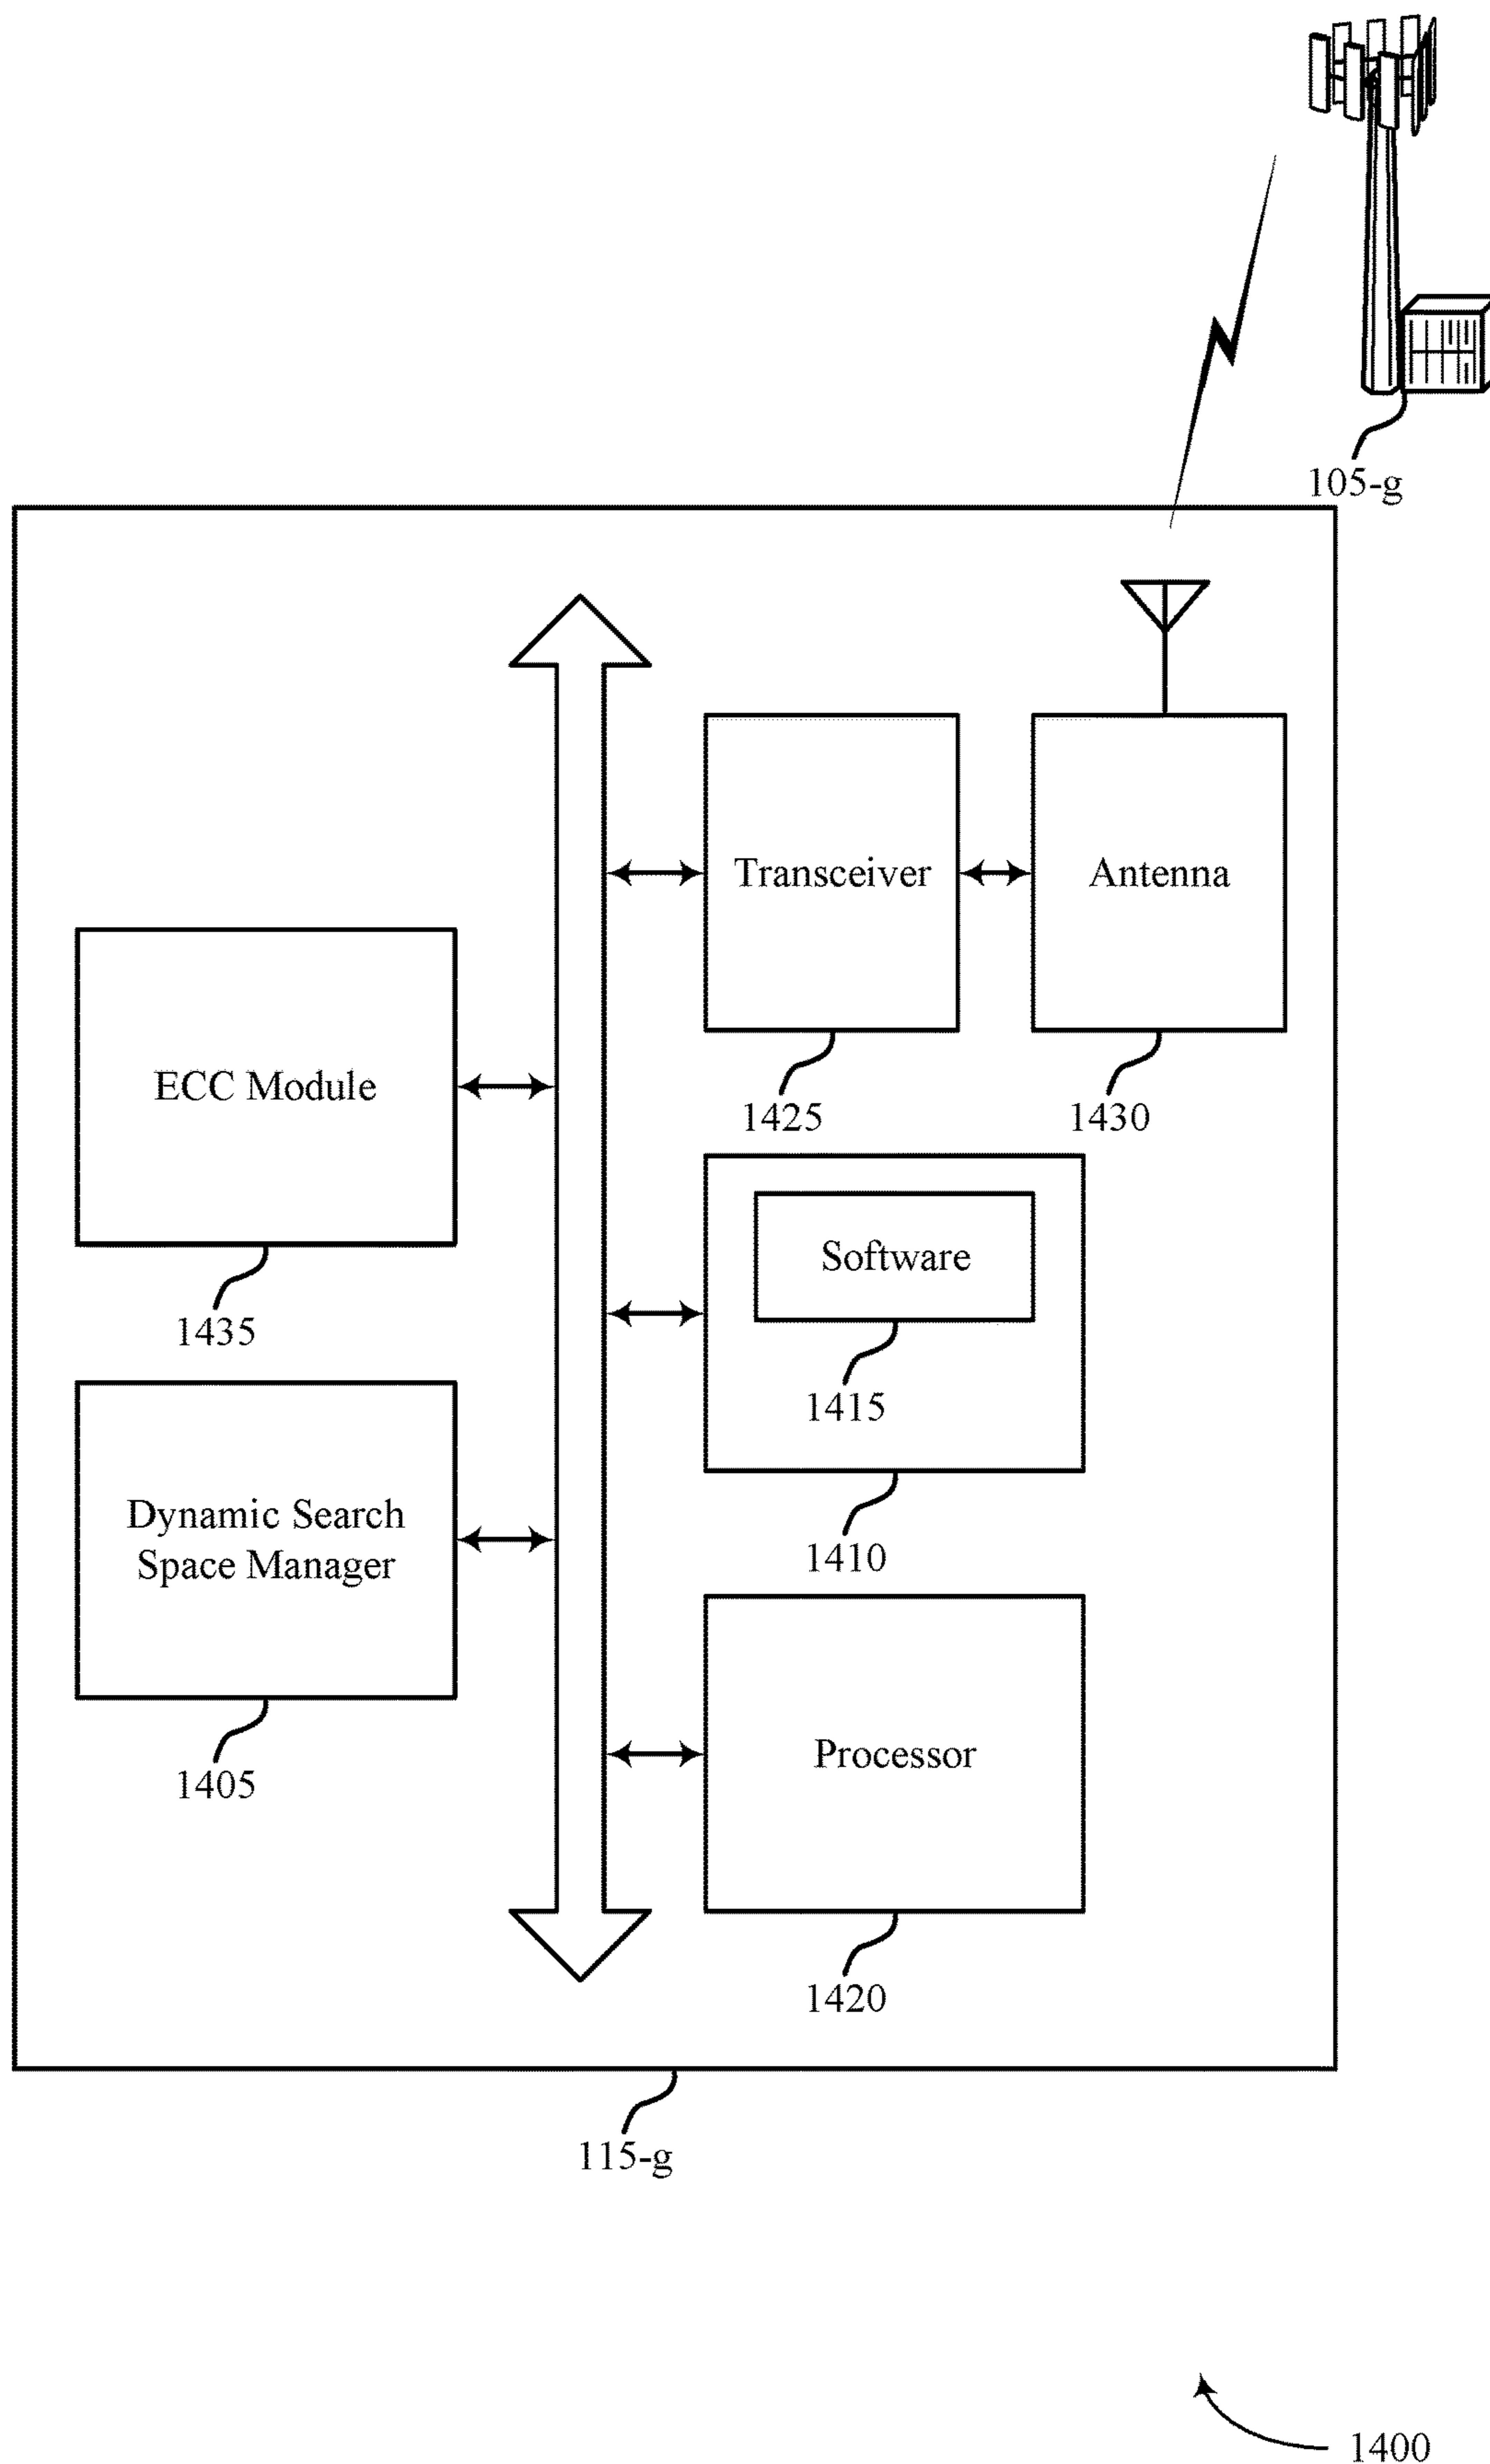 105-g
Transceiver
Antenna
1425
1430
ECC Module
1435
Software
1415
1410
Dynamic Search
Space Manager
1405
Processor
1420
115-g
1400